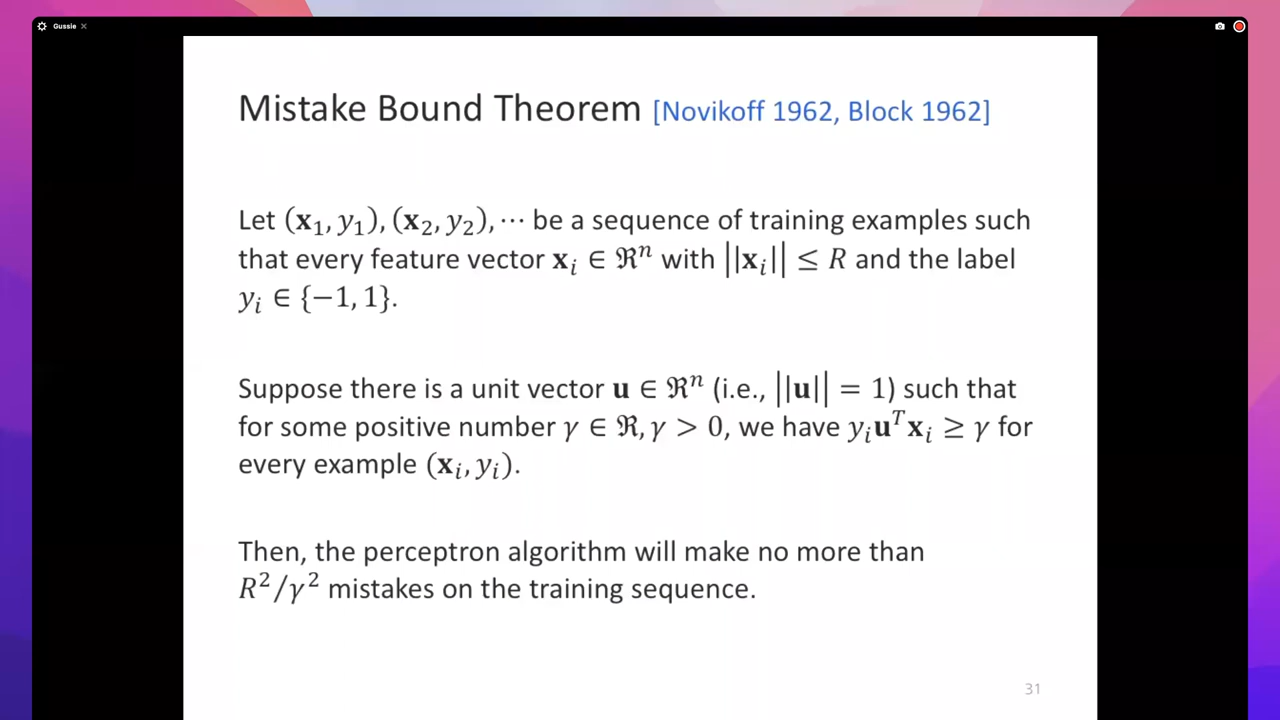 Gussie
Mistake Bound Theorem [Novikoff 1962, Block 1962]
Let (𝐱₁, y₁), (𝐱₂, y₂), ⋯ be a sequence of training examples such
that every feature vector 𝐱ᵢ ∈ ℜⁿ with ||𝐱ᵢ|| ≤ R and the label
yᵢ ∈ {−1, 1}.
Suppose there is a unit vector 𝐮 ∈ ℜⁿ (i.e., ||𝐮|| = 1) such that
for some positive number γ ∈ ℜ, γ > 0, we have yᵢ𝐮ᵀ𝐱ᵢ ≥ γ for
every example (𝐱ᵢ, yᵢ).
Then, the perceptron algorithm will make no more than
R²/γ² mistakes on the training sequence.
31